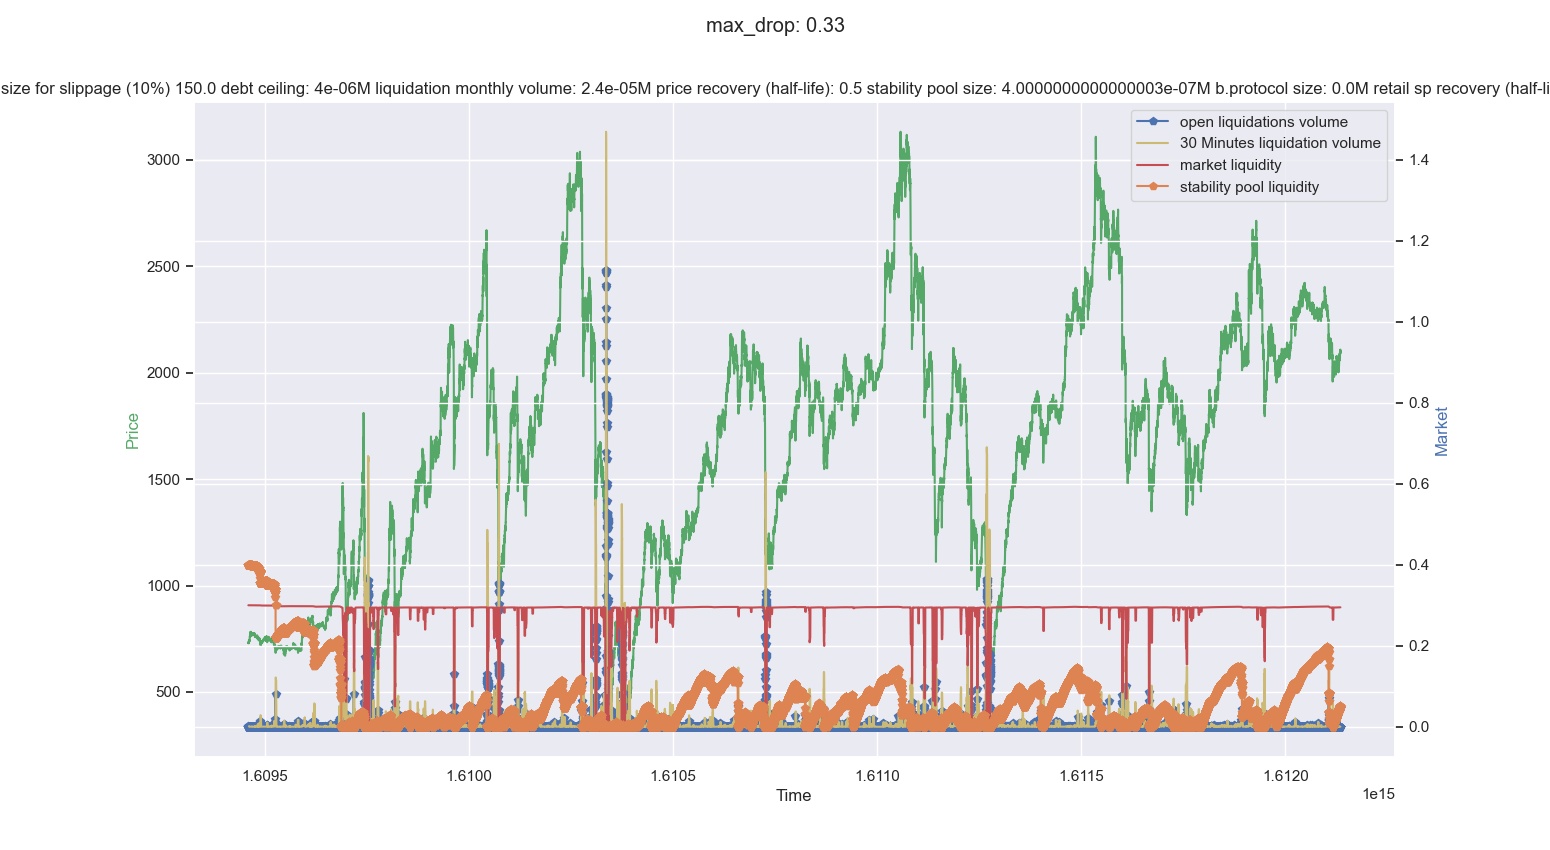 max_drop: 0.33
size for slippage (10%) 150.0 debt ceiling: 4e-06M liquidation monthly volume: 2.4e-05M price recovery (half-life): 0.5 stability pool size: 4.0000000000000003e-07M b.protocol size: 0.0M retail sp recovery (half-li
open liquidations volume
30 Minutes liquidation volume
market liquidity
stability pool liquidity
3000
2500
2000
1500
1000
500
Price
1.4
1.2
1.0
0.8
0.6
0.4
0.2
0.0
Market
1.6095 1.6100 1.6105 1.6110 1.6115 1.6120
1e15
Time